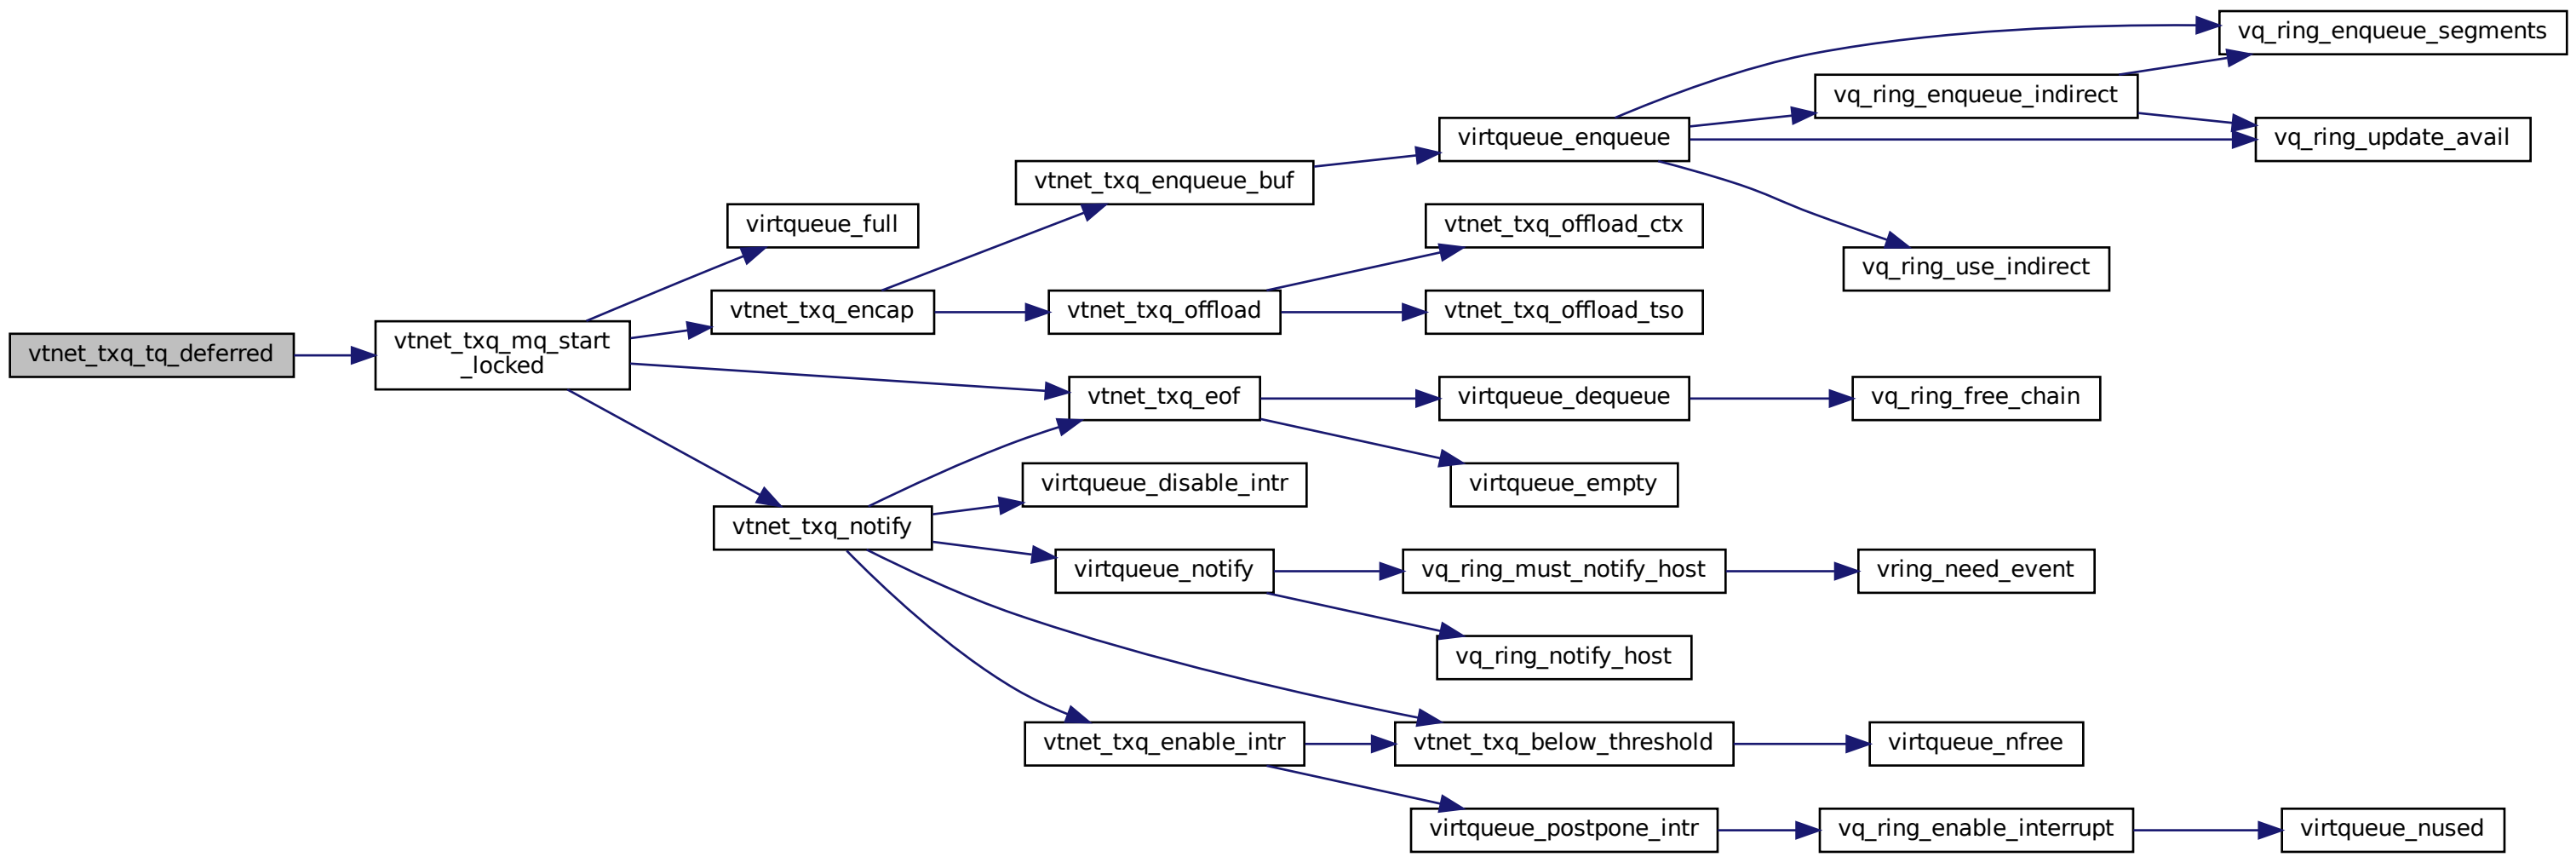 vq_ring_enqueue_segments
vq_ring_enqueue_indirect
virtqueue_enqueue
vq_ring_update_avail
vtnet_txq_enqueue_buf
virtqueue_full
vtnet_txq_offload_ctx
vq_ring_use_indirect
vtnet_txq_encap
vtnet_txq_offload
vtnet_txq_offload_tso
vtnet_txq_tq_deferred
vtnet_txq_mq_start
_locked
vtnet_txq_eof
virtqueue_dequeue
vq_ring_free_chain
virtqueue_disable_intr
virtqueue_empty
vtnet_txq_notify
virtqueue_notify
vq_ring_must_notify_host
vring_need_event
vq_ring_notify_host
vtnet_txq_enable_intr
vtnet_txq_below_threshold
virtqueue_nfree
virtqueue_postpone_intr
vq_ring_enable_interrupt
virtqueue_nused